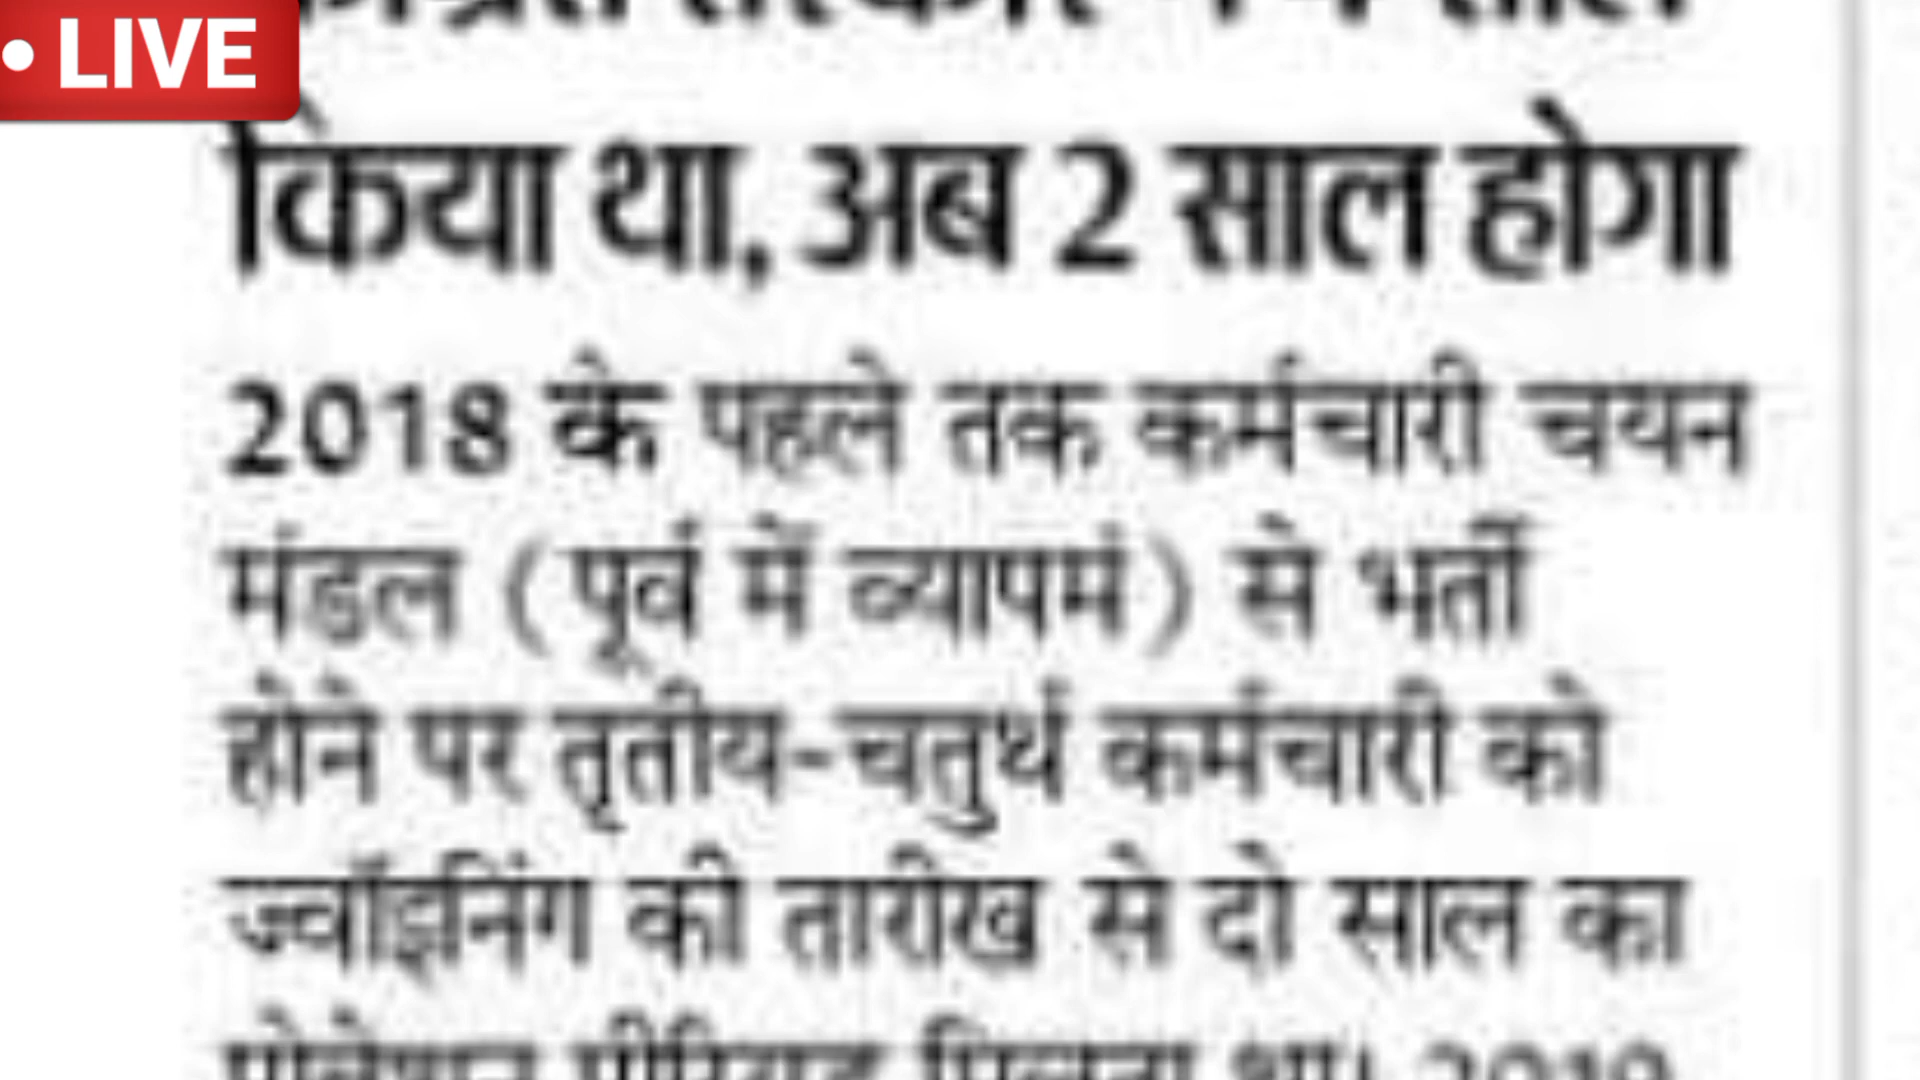 • LIVE
किया था, अब 2 साल होगा
2018 के पहले तक कर्मचारी चयन
मंडल (पूर्व में व्यापमं) से भर्ती
होने पर तृतीय-चतुर्थ कर्मचारी को
ज्वॉइनिंग की तारीख से दो साल का